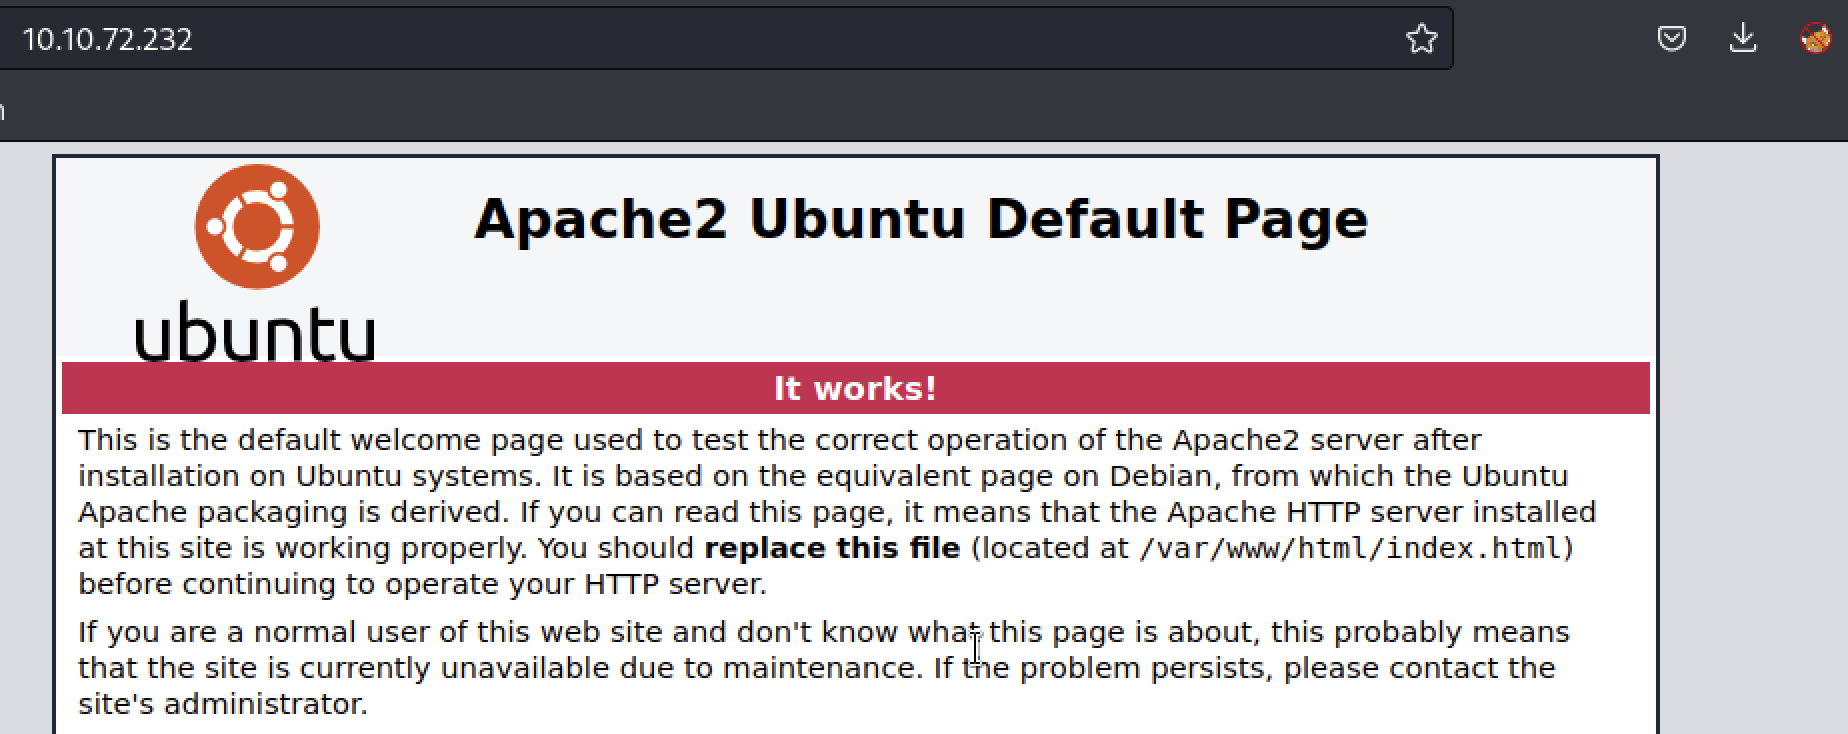 10.10.72.232
Apache2 Ubuntu Default Page
ubuntu
It works!
This is the default welcome page used to test the correct operation of the Apache2 server after
installation on Ubuntu systems. It is based on the equivalent page on Debian, from which the Ubuntu
Apache packaging is derived. If you can read this page, it means that the Apache HTTP server installed
at this site is working properly. You should replace this file (located at /var/www/html/index.html)
before continuing to operate your HTTP server.
If you are a normal user of this web site and don't know what this page is about, this probably means
that the site is currently unavailable due to maintenance. If the problem persists, please contact the
site's administrator.